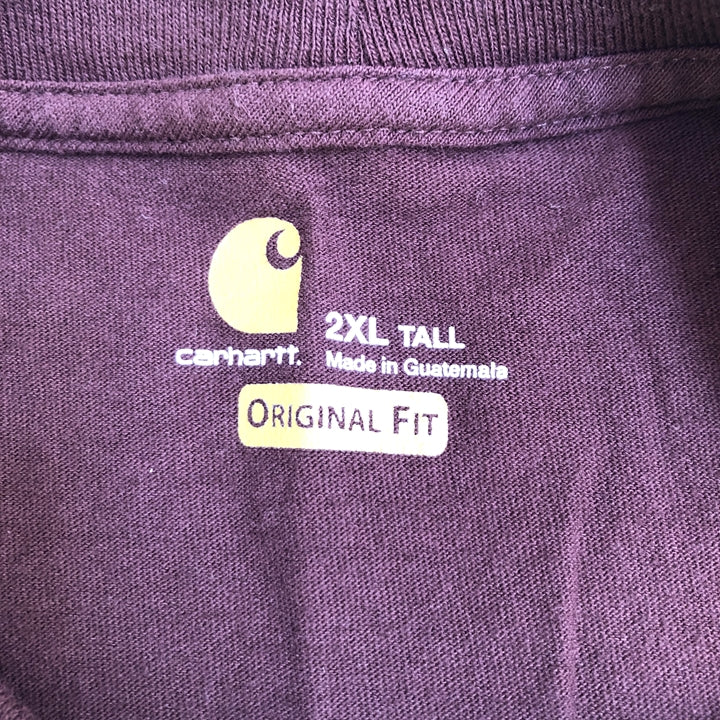 carhartt.
2XL TALL
Made in Guatemala
ORIGINAL FIT